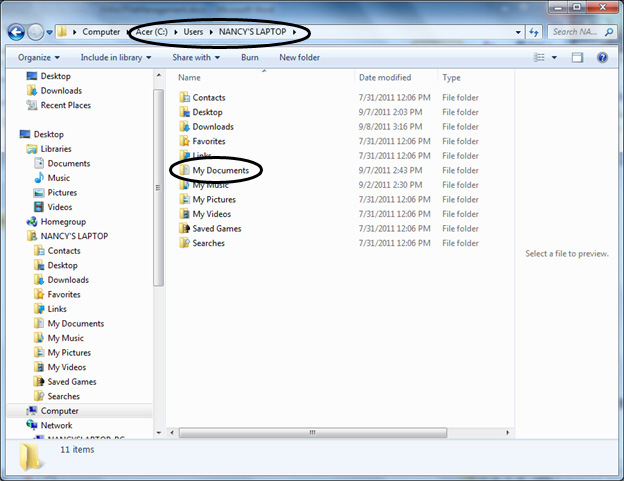 Computer ▸ Acer (C:) ▸ Users ▸ NANCY'S LAPTOP ▸
Search NA...
Organize ▾ Include in library ▾ Share with ▾ Burn New folder
Desktop
Downloads
Recent Places
Desktop
Libraries
Documents
Music
Pictures
Videos
Homegroup
NANCY'S LAPTOP
Contacts
Desktop
Downloads
Favorites
Links
My Documents
My Music
My Pictures
My Videos
Saved Games
Searches
Computer
Network
NANCYSLAPTOP-PC
Name Date modified Type
Contacts 7/31/2011 12:06 PM File folder
Desktop 9/7/2011 2:03 PM File folder
Downloads 9/8/2011 3:16 PM File folder
Favorites 7/31/2011 12:06 PM File folder
Links 7/31/2011 12:06 PM File folder
My Documents 9/7/2011 2:43 PM File folder
My Music 9/2/2011 2:30 PM File folder
My Pictures 7/31/2011 12:06 PM File folder
My Videos 7/31/2011 12:06 PM File folder
Saved Games 7/31/2011 12:06 PM File folder
Searches 7/31/2011 12:06 PM File folder
Select a file to preview.
11 items